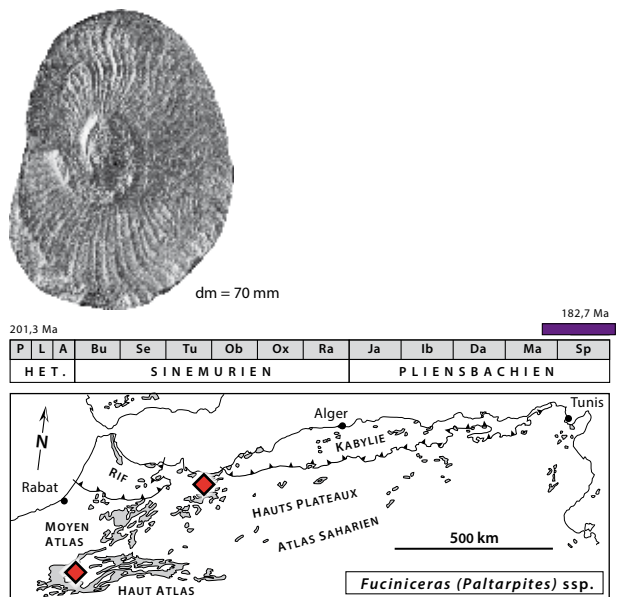 dm = 70 mm
182,7 Ma
201,3 Ma
P L A Bu Se Tu Ob Ox Ra Ja Ib Da Ma Sp
HET. SINEMURIEN PLIENSBACHIEN
Tunis
Alger
KABYLIE
N
RIF
Rabat
HAUTS PLATEAUX
MOYEN
ATLAS
ATLAS SAHARIEN
500 km
Fuciniceras (Paltarpites) ssp.
HAUT ATLAS